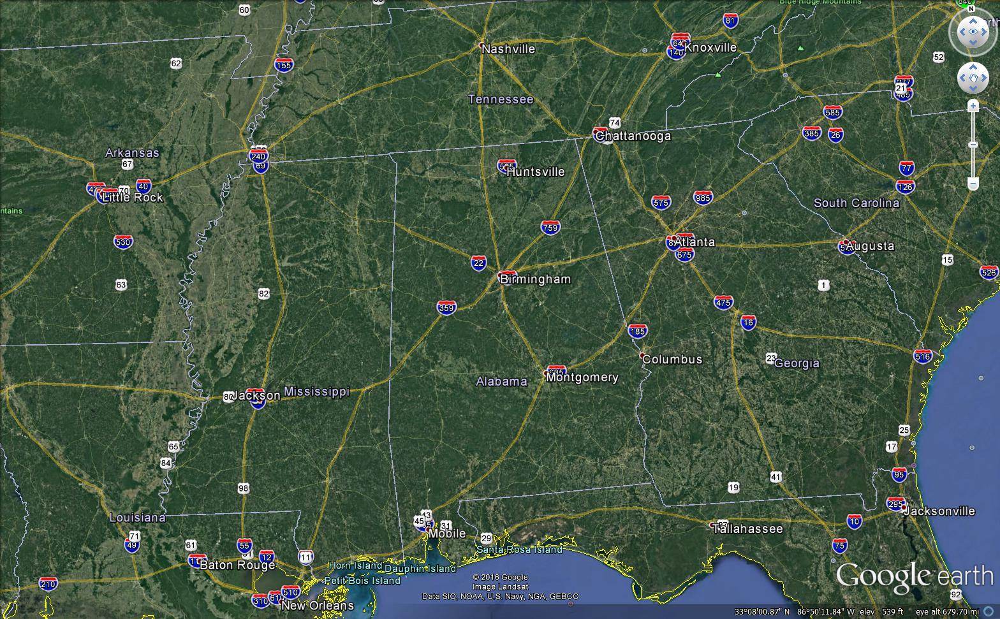 Blue Ridge Mountains
840
60
N
81
64
Knoxville
140
Nashville
52
62
155
277
21
485
Tennessee
585
74
Chattanooga
385
26
Arkansas
240
69
67
Huntsville
77
40
70
Little Rock
126
985
575
South Carolina
ntains
759
530
Atlanta
Augusta
675
22
15
526
Birmingham
63
1
82
475
359
16
185
516
23
Columbus
Georgia
Montgomery
Alabama
80
Jackson
Mississippi
25
65
17
84
95
41
98
19
295
Jacksonville
Louisiana
45
31
10
Tallahassee
Mobile
71
29
49
61
55
75
Santa Rosa Island
12
11
Baton Rouge
Horn Island
Dauphin Island
Petit Bois Island
210
510
310
New Orleans
© 2016 Google
Image Landsat
Data SIO, NOAA, U.S. Navy, NGA, GEBCO
Google earth
92
33°08'00.87" N 86°50'11.84" W elev 539 ft eye alt 679.70 mi